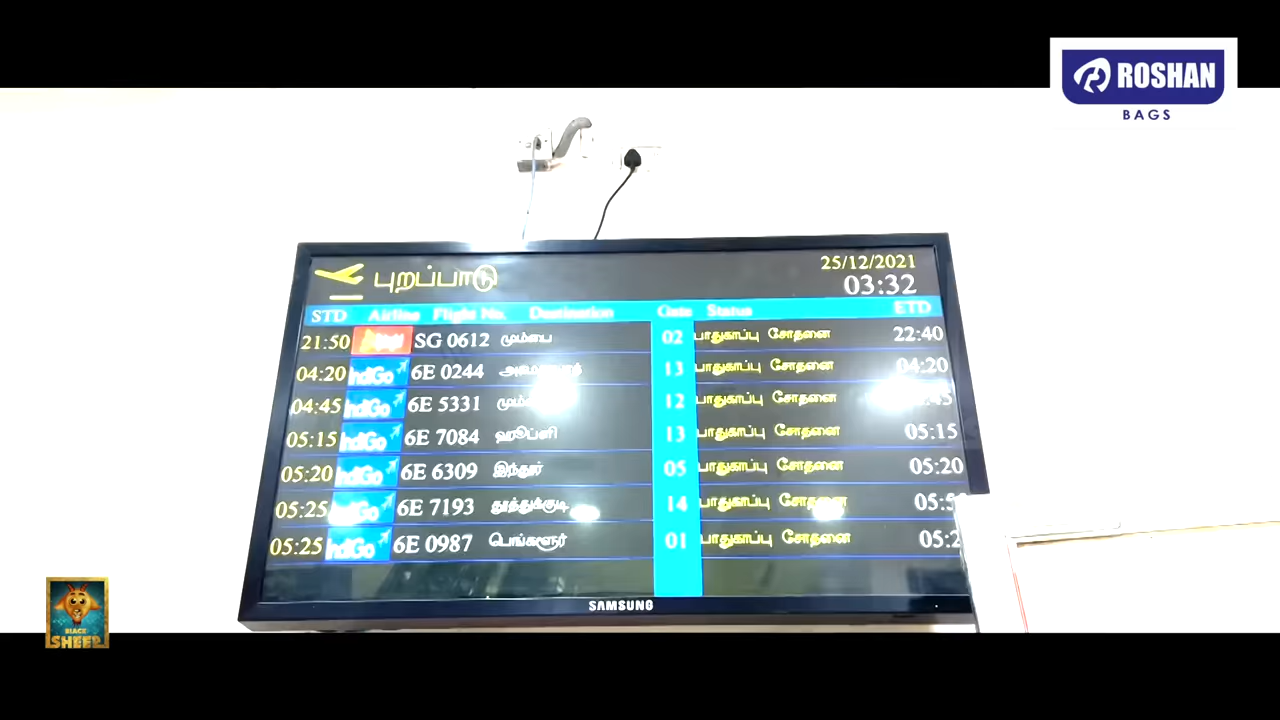 ROSHAN
BAGS
புறப்பாடு
25/12/2021
03:32
STD Airline Flight No. Destination Gate Status ETD
21:50 SG 0612 மும்பை 02 பாதுகாப்பு சோதனை 22:40
04:20 IndiGo 6E 0244 13 பாதுகாப்பு சோதனை 04:20
04:45 IndiGo 6E 5331 12 பாதுகாப்பு சோதனை
05:15 IndiGo 6E 7084 ஹூப்ளி 13 பாதுகாப்பு சோதனை 05:15
05:20 IndiGo 6E 6309 இந்தூர் 05 பாதுகாப்பு சோதனை 05:20
05:25 IndiGo 6E 7193 தூத்துக்குடி 14 பாதுகாப்பு சோதனை
05:25 IndiGo 6E 0987 பெங்களூர் 01 பாதுகாப்பு சோதனை
SAMSUNG
BLACK
SHEEP